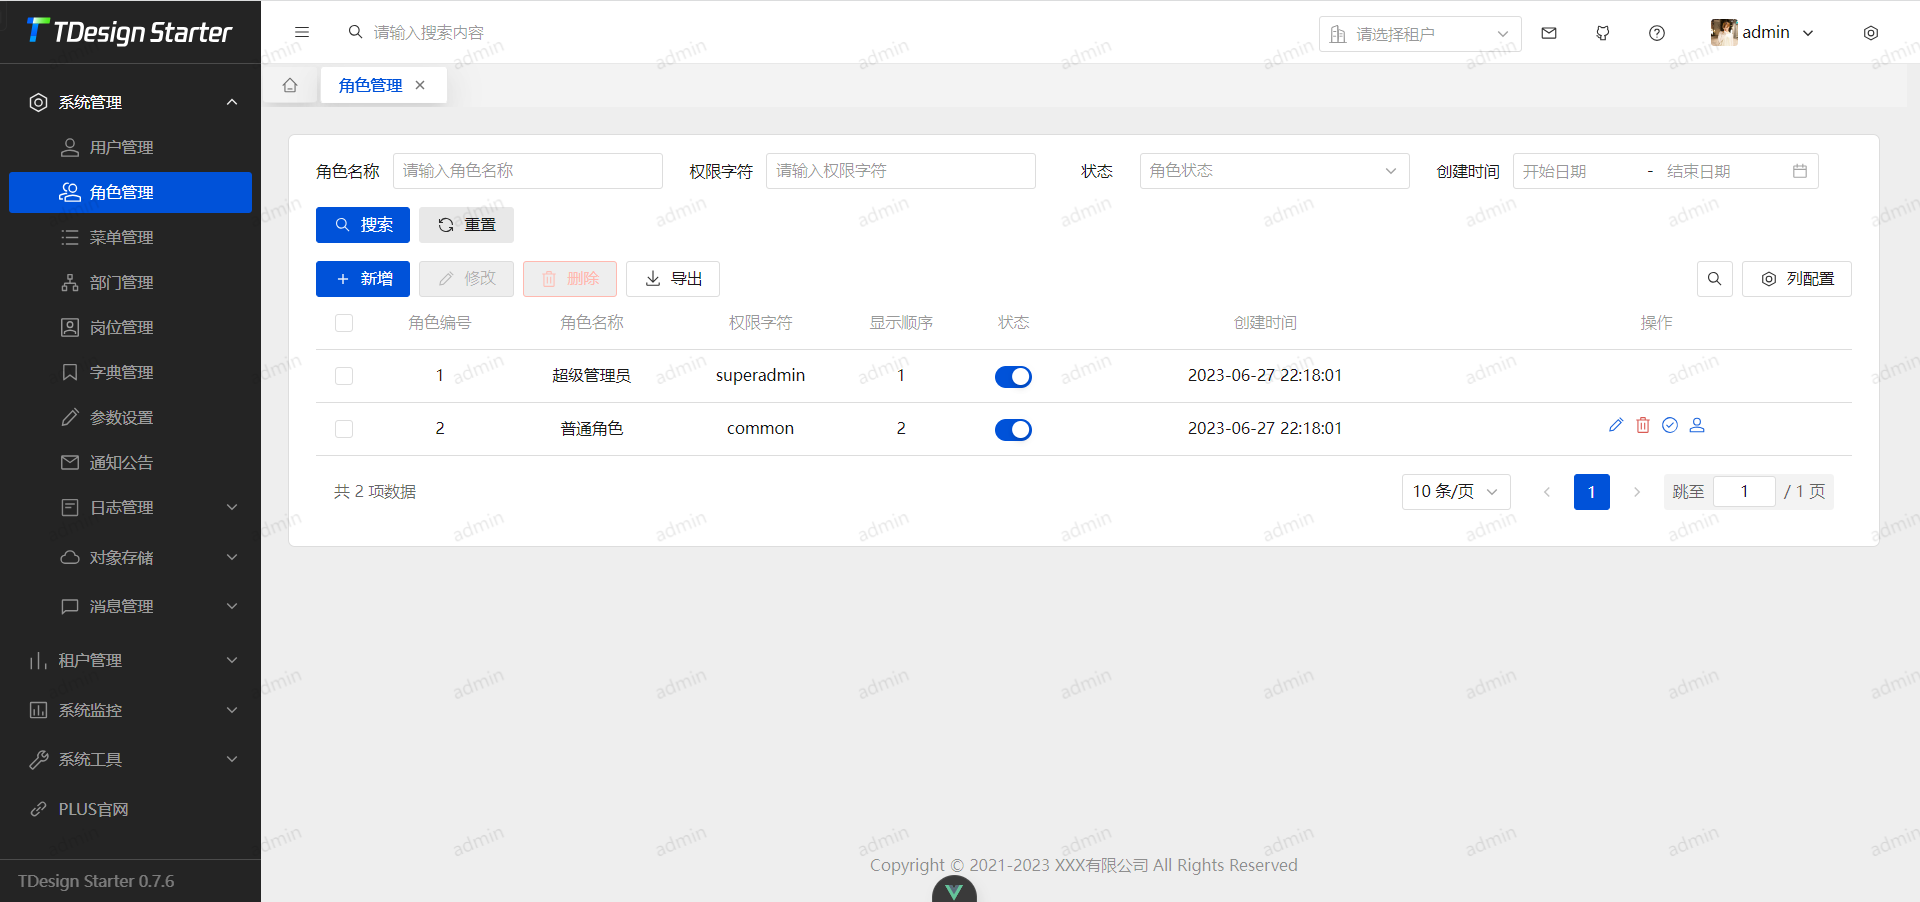 TDesign Starter
请输入搜索内容
请选择租户
admin
系统管理
用户管理
角色管理
菜单管理
部门管理
岗位管理
字典管理
参数设置
通知公告
日志管理
对象存储
消息管理
租户管理
系统监控
系统工具
PLUS官网
TDesign Starter 0.7.6
角色管理
角色名称 请输入角色名称 权限字符 请输入权限字符 状态 角色状态 创建时间 开始日期 - 结束日期
搜索 重置
新增 修改 删除 导出 列配置
角色编号 角色名称 权限字符 显示顺序 状态 创建时间 操作
1 超级管理员 superadmin 1 2023-06-27 22:18:01
2 普通角色 common 2 2023-06-27 22:18:01
共 2 项数据 10 条/页 1 跳至 1 / 1 页
Copyright © 2021-2023 XXX有限公司 All Rights Reserved